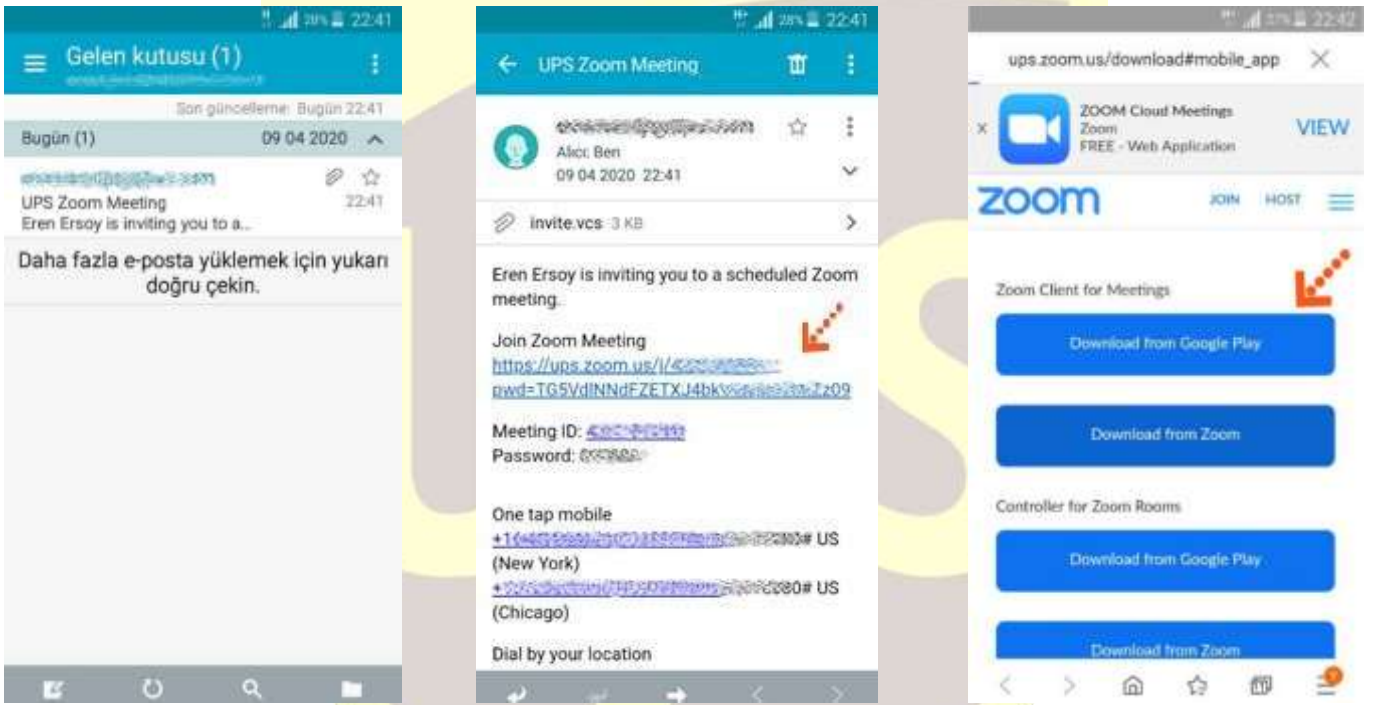 28% 22:41
Gelen kutusu (1)
Son güncelleme: Bugün 22:41
Bugün (1) 09 04 2020
UPS Zoom Meeting 22:41
Eren Ersoy is inviting you to a...
Daha fazla e-posta yüklemek için yukarı
doğru çekin.
28% 22:41
UPS Zoom Meeting
Alıcı: Ben
09 04 2020 22:41
invite.vcs 3 KB
Eren Ersoy is inviting you to a scheduled Zoom
meeting.
Join Zoom Meeting
https://ups.zoom.us/j/
Meeting ID:
Password:
One tap mobile
US
(New York)
US
(Chicago)
Dial by your location
22:42
ups.zoom.us/download#mobile_app
ZOOM Cloud Meetings
Zoom
FREE - Web Application
VIEW
zoom JOIN HOST
Zoom Client for Meetings
Download from Google Play
Download from Zoom
Controller for Zoom Rooms
Download from Google Play
Download from Zoom